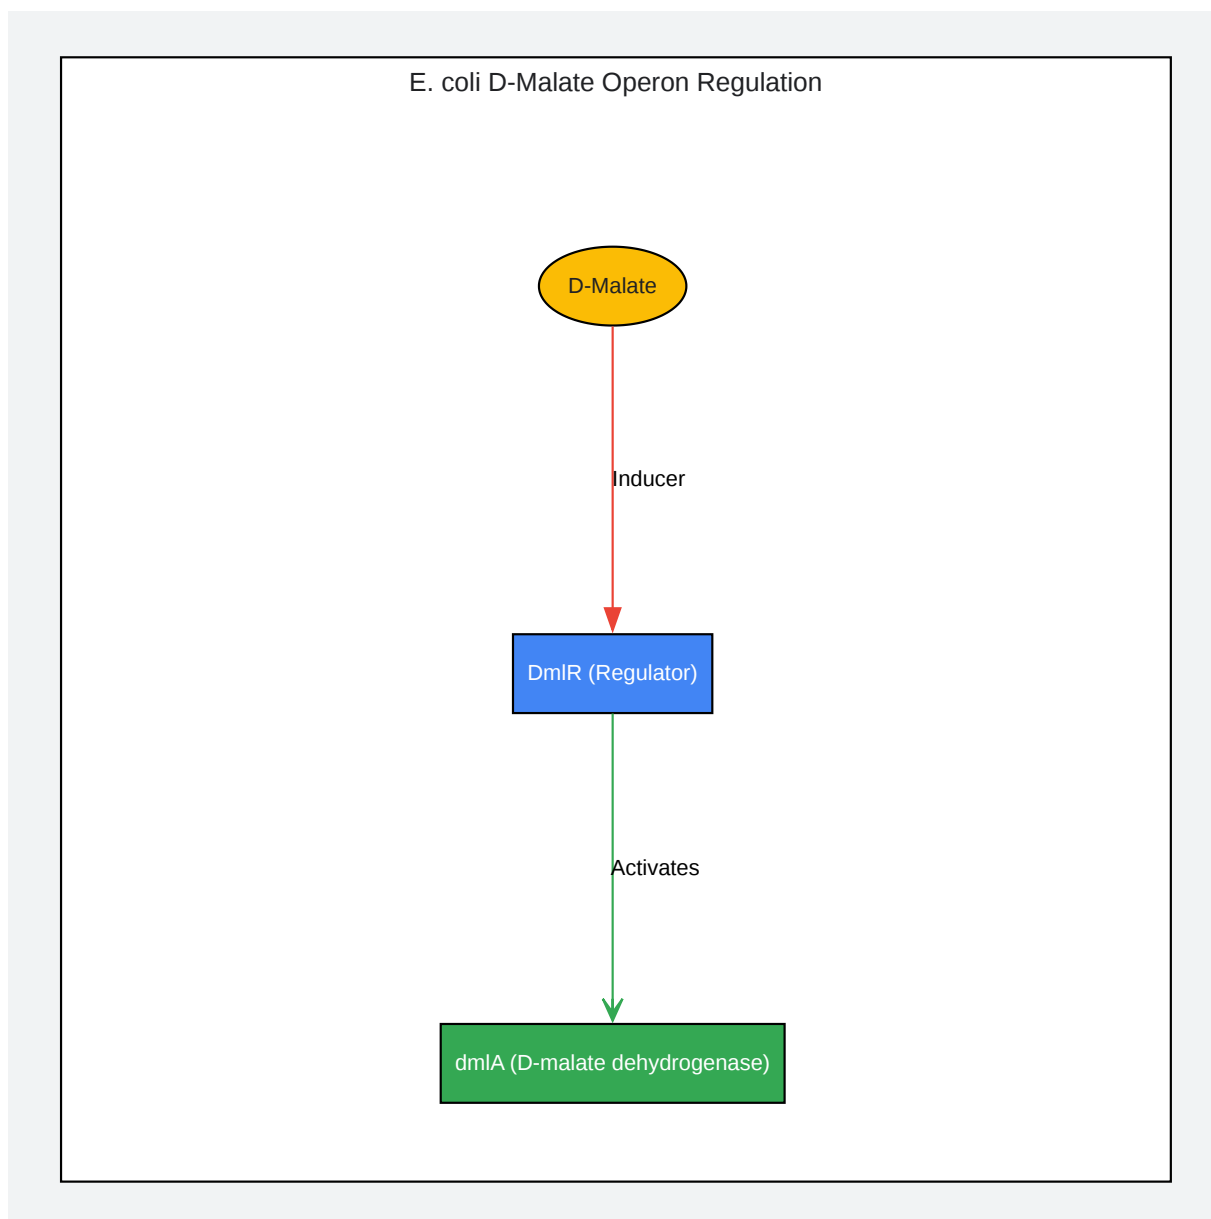 E. coli D-Malate Operon Regulation
D-Malate
Inducer
DmlR (Regulator)
Activates
dmlA (D-malate dehydrogenase)